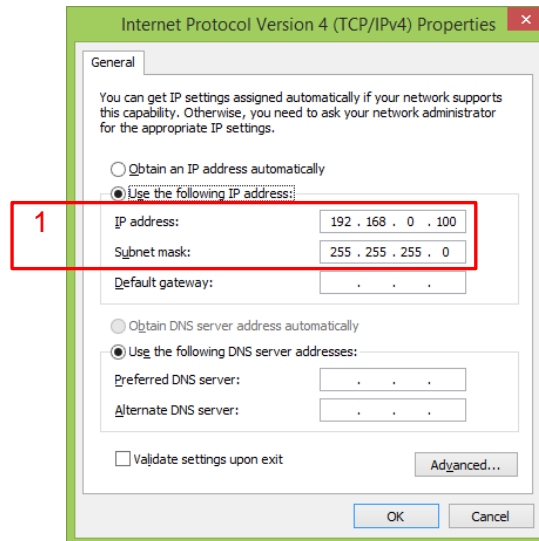 Internet Protocol Version 4 (TCP/IPv4) Properties
General
You can get IP settings assigned automatically if your network supports
this capability. Otherwise, you need to ask your network administrator
for the appropriate IP settings.
Obtain an IP address automatically
Use the following IP address:
1
IP address: 192 . 168 . 0 . 100
Subnet mask: 255 . 255 . 255 . 0
Default gateway: . . .
Obtain DNS server address automatically
Use the following DNS server addresses:
Preferred DNS server: . . .
Alternate DNS server: . . .
Validate settings upon exit
Advanced...
OK Cancel